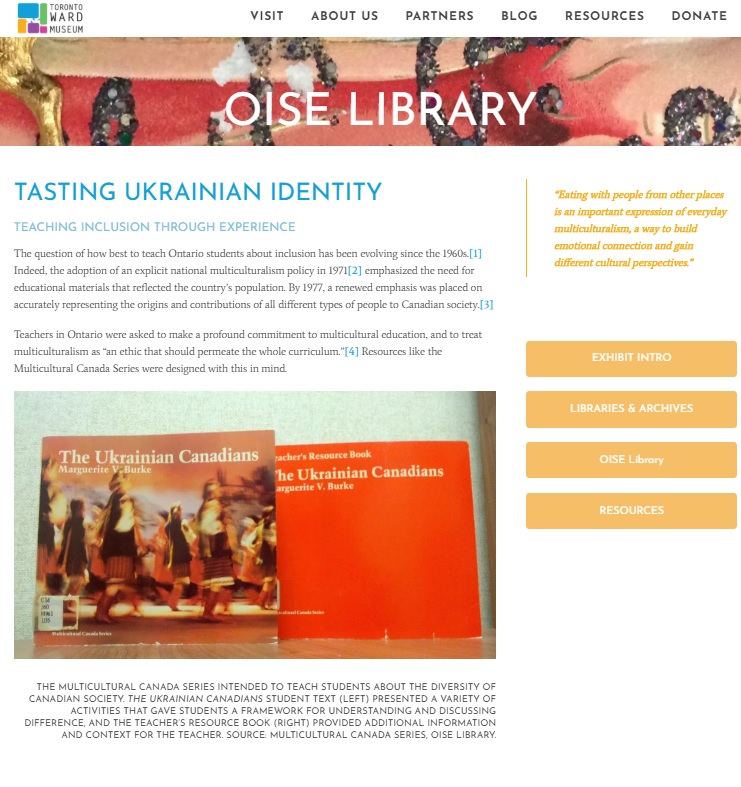 TORONTO
WARD
MUSEUM
VISIT ABOUT US PARTNERS BLOG RESOURCES DONATE
OISE LIBRARY
TASTING UKRAINIAN IDENTITY
TEACHING INCLUSION THROUGH EXPERIENCE
The question of how best to teach Ontario students about inclusion has been evolving since the 1960s.[1]
Indeed, the adoption of an explicit national multiculturalism policy in 1971[2] emphasized the need for
educational materials that reflected the country's population. By 1977, a renewed emphasis was placed on
accurately representing the origins and contributions of all different types of people to Canadian society.[3]
Teachers in Ontario were asked to make a profound commitment to multicultural education, and to treat
multiculturalism as “an ethic that should permeate the whole curriculum.”[4] Resources like the
Multicultural Canada Series were designed with this in mind.
The Ukrainian Canadians
Marguerite V. Burke
Multicultural Canada Series
eacher's Resource Book
he Ukrainian Canadians
arguerite V. Burke
cultural Canada Series
THE MULTICULTURAL CANADA SERIES INTENDED TO TEACH STUDENTS ABOUT THE DIVERSITY OF
CANADIAN SOCIETY. THE UKRAINIAN CANADIANS STUDENT TEXT (LEFT) PRESENTED A VARIETY OF
ACTIVITIES THAT GAVE STUDENTS A FRAMEWORK FOR UNDERSTANDING AND DISCUSSING
DIFFERENCE, AND THE TEACHER'S RESOURCE BOOK (RIGHT) PROVIDED ADDITIONAL INFORMATION
AND CONTEXT FOR THE TEACHER. SOURCE: MULTICULTURAL CANADA SERIES, OISE LIBRARY.
“Eating with people from other places
is an important expression of everyday
multiculturalism, a way to build
emotional connection and gain
different cultural perspectives.”
EXHIBIT INTRO
LIBRARIES & ARCHIVES
OISE Library
RESOURCES